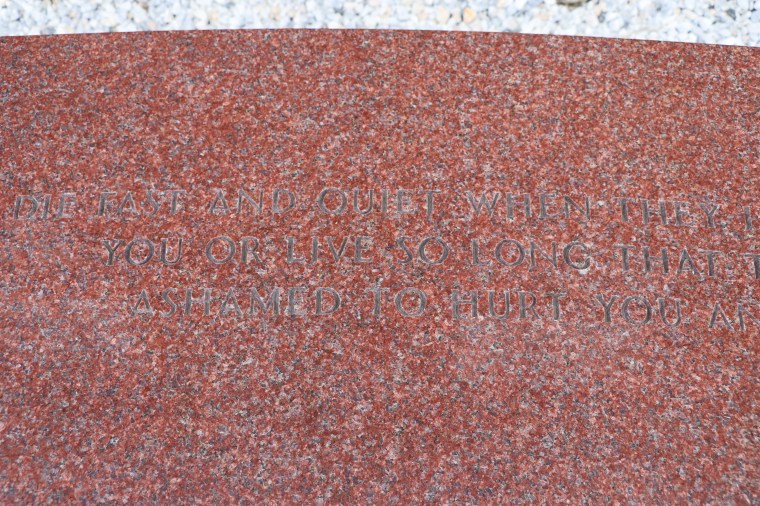 DIE FAST AND QUIET WHEN THEY
YOU OR LIVE SO LONG THAT
ASHAMED TO HURT YOU